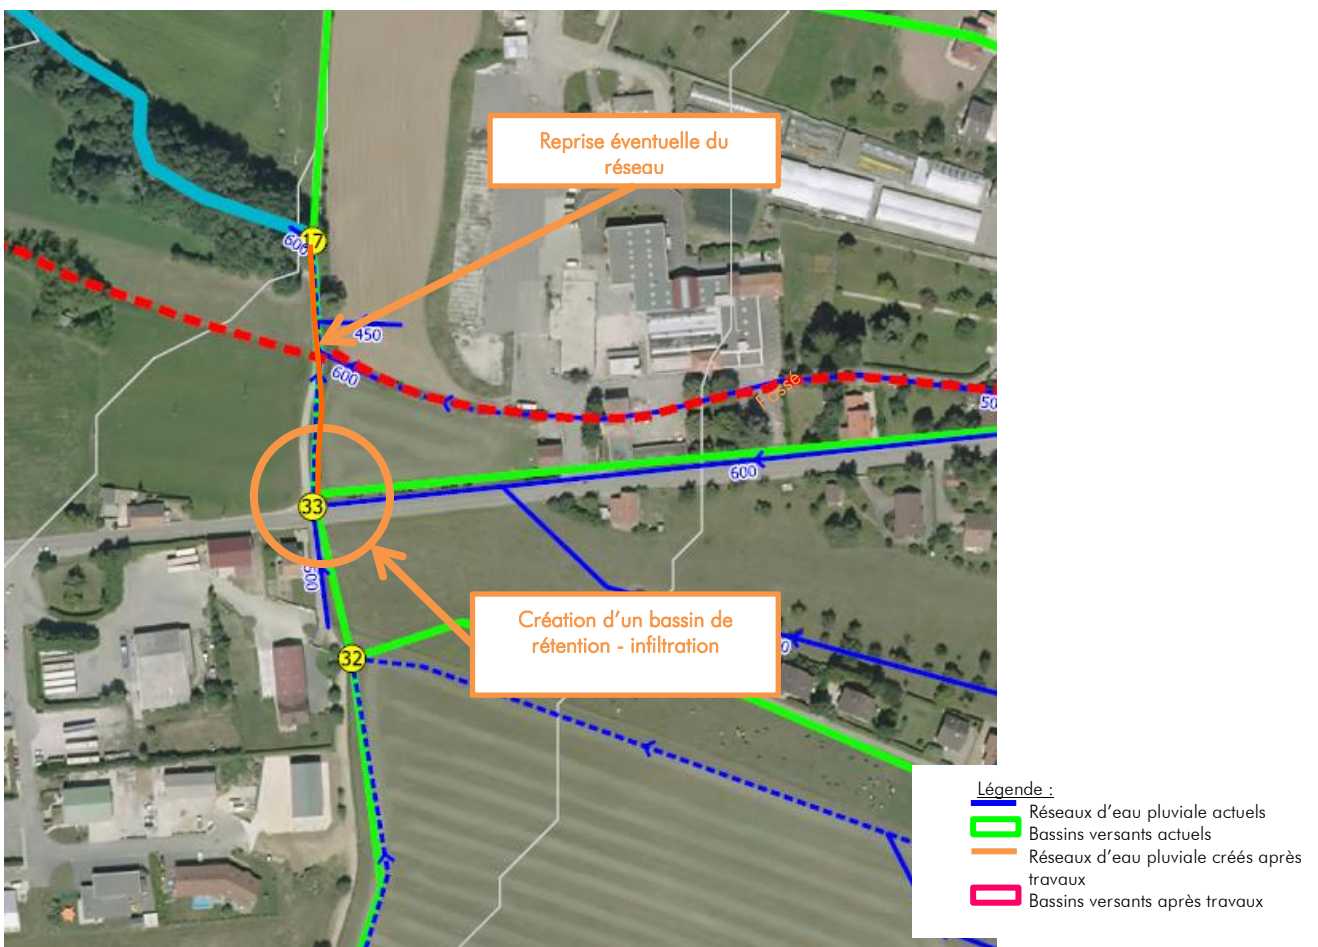 Reprise éventuelle du
réseau
17
600
450
600
Fossé
50
600
33
Création d'un bassin de
rétention - infiltration
32
Légende :
Réseaux d'eau pluviale actuels
Bassins versants actuels
Réseaux d'eau pluviale créés après
travaux
Bassins versants après travaux